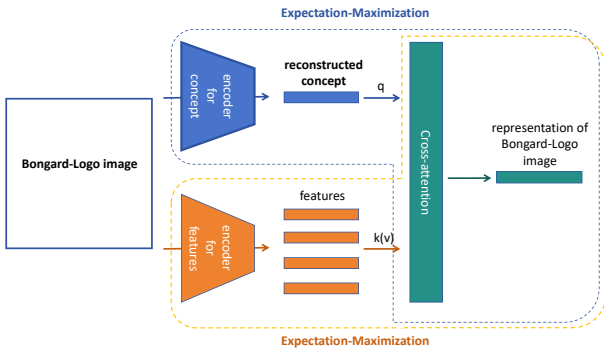 Expectation-Maximization
encoder
for
concept
reconstructed
concept
q
Bongard-Logo image
Cross-attention
representation of
Bongard-Logo
image
features
encoder
for
features
k(v)
Expectation-Maximization